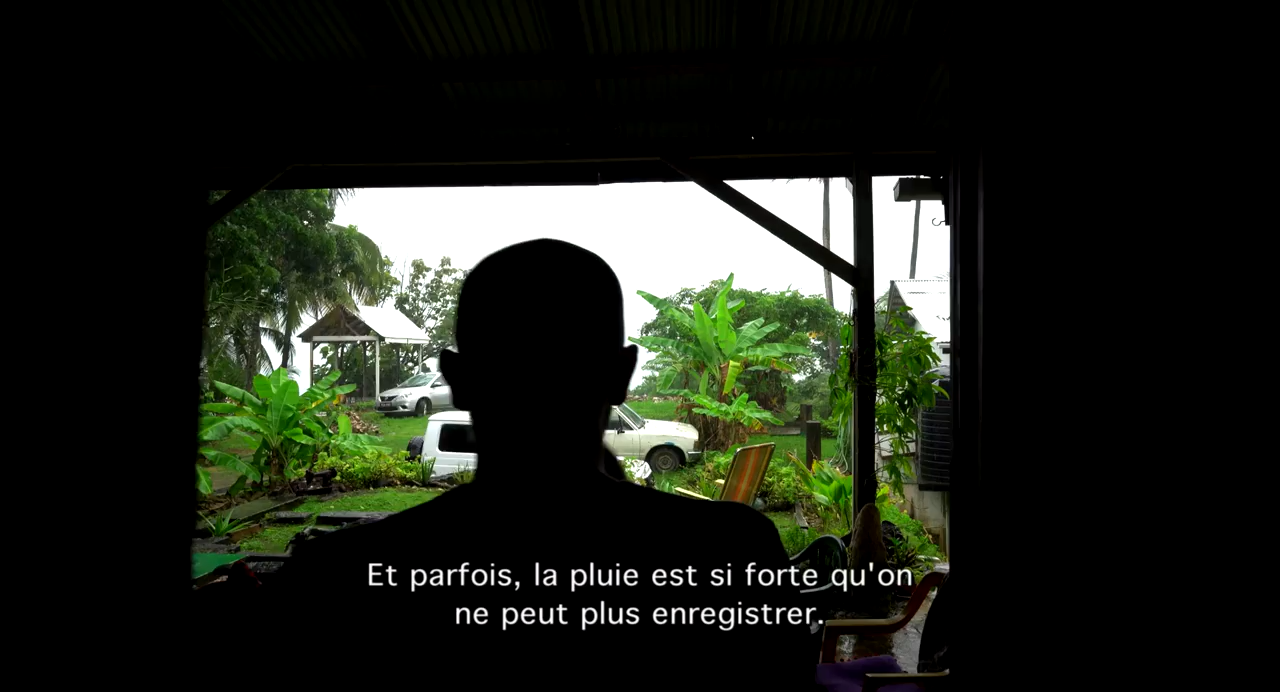 Et parfois, la pluie est si forte qu'on
ne peut plus enregistrer.